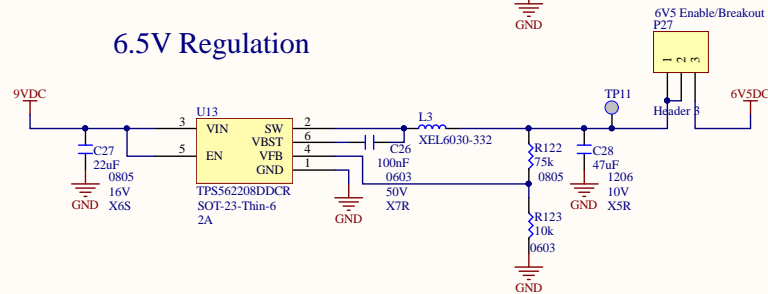 GND
6V5 Enable/Breakout
P27
6.5V Regulation
1
2
3
9VDC
U13
TP11
Header 3
6V5DC
3
VIN
SW
2
L3
XEL6030-332
VBST
6
C26
5
EN
VFB
4
GND
1
100nF
0603
50V
X7R
C27
22uF
0805
16V
X6S
GND
TPS562208DDCR
SOT-23-Thin-6
2A
GND
R122
75k
0805
C28
47uF
1206
10V
X5R
GND
R123
10k
0603
GND